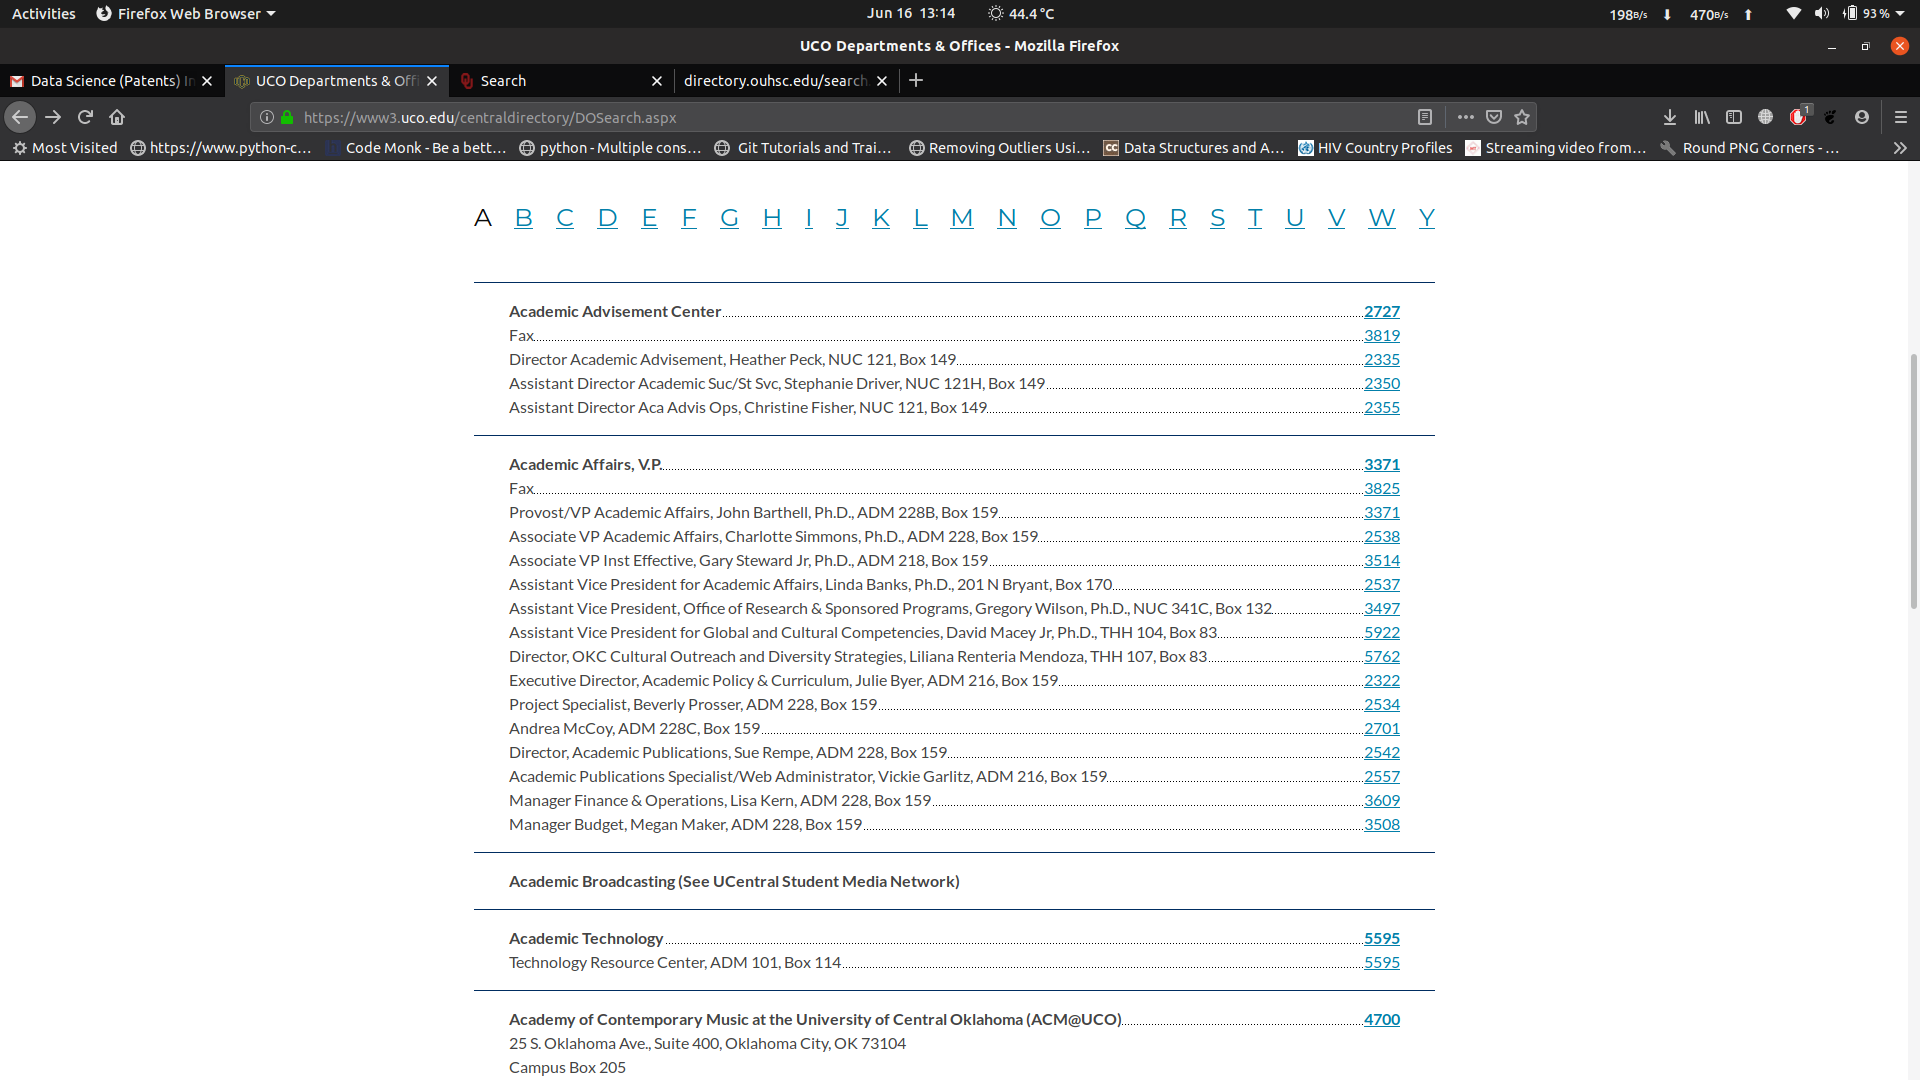 Activities Firefox Web Browser Jun 16 13:14 44.4 °C 198B/s 470B/s 93 %
UCO Departments & Offices - Mozilla Firefox
Data Science (Patents) In UCO Departments & Offi Search directory.ouhsc.edu/search
https://www3.uco.edu/centraldirectory/DOSearch.aspx 1
Most Visited https://www.python-c... Code Monk - Be a bett... python - Multiple cons... Git Tutorials and Trai... Removing Outliers Usi... CC Data Structures and A... HIV Country Profiles Streaming video from... Round PNG Corners - ...
A B C D E F G H I J K L M N O P Q R S T U V W Y
Academic Advisement Center 2727
Fax 3819
Director Academic Advisement, Heather Peck, NUC 121, Box 149 2335
Assistant Director Academic Suc/St Svc, Stephanie Driver, NUC 121H, Box 149 2350
Assistant Director Aca Advis Ops, Christine Fisher, NUC 121, Box 149 2355
Academic Affairs, V.P. 3371
Fax 3825
Provost/VP Academic Affairs, John Barthell, Ph.D., ADM 228B, Box 159 3371
Associate VP Academic Affairs, Charlotte Simmons, Ph.D., ADM 228, Box 159 2538
Associate VP Inst Effective, Gary Steward Jr, Ph.D., ADM 218, Box 159 3514
Assistant Vice President for Academic Affairs, Linda Banks, Ph.D., 201 N Bryant, Box 170 2537
Assistant Vice President, Office of Research & Sponsored Programs, Gregory Wilson, Ph.D., NUC 341C, Box 132 3497
Assistant Vice President for Global and Cultural Competencies, David Macey Jr, Ph.D., THH 104, Box 83 5922
Director, OKC Cultural Outreach and Diversity Strategies, Liliana Renteria Mendoza, THH 107, Box 83 5762
Executive Director, Academic Policy & Curriculum, Julie Byer, ADM 216, Box 159 2322
Project Specialist, Beverly Prosser, ADM 228, Box 159 2534
Andrea McCoy, ADM 228C, Box 159 2701
Director, Academic Publications, Sue Rempe, ADM 228, Box 159 2542
Academic Publications Specialist/Web Administrator, Vickie Garlitz, ADM 216, Box 159 2557
Manager Finance & Operations, Lisa Kern, ADM 228, Box 159 3609
Manager Budget, Megan Maker, ADM 228, Box 159 3508
Academic Broadcasting (See UCentral Student Media Network)
Academic Technology 5595
Technology Resource Center, ADM 101, Box 114 5595
Academy of Contemporary Music at the University of Central Oklahoma (ACM@UCO) 4700
25 S. Oklahoma Ave., Suite 400, Oklahoma City, OK 73104
Campus Box 205